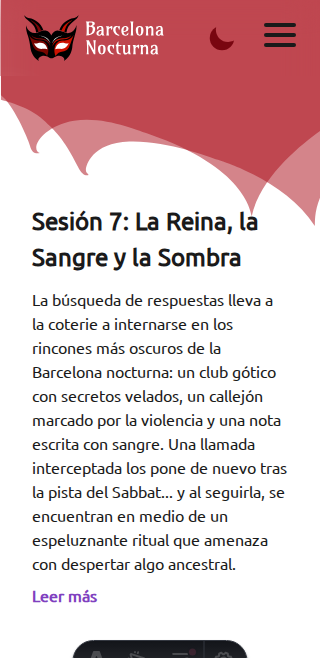 Barcelona
Nocturna
Sesión 7: La Reina, la
Sangre y la Sombra
La búsqueda de respuestas lleva a
la coterie a internarse en los
rincones más oscuros de la
Barcelona nocturna: un club gótico
con secretos velados, un callejón
marcado por la violencia y una nota
escrita con sangre. Una llamada
interceptada los pone de nuevo tras
la pista del Sabbat... y al seguirla, se
encuentran en medio de un
espeluznante ritual que amenaza
con despertar algo ancestral.
Leer más